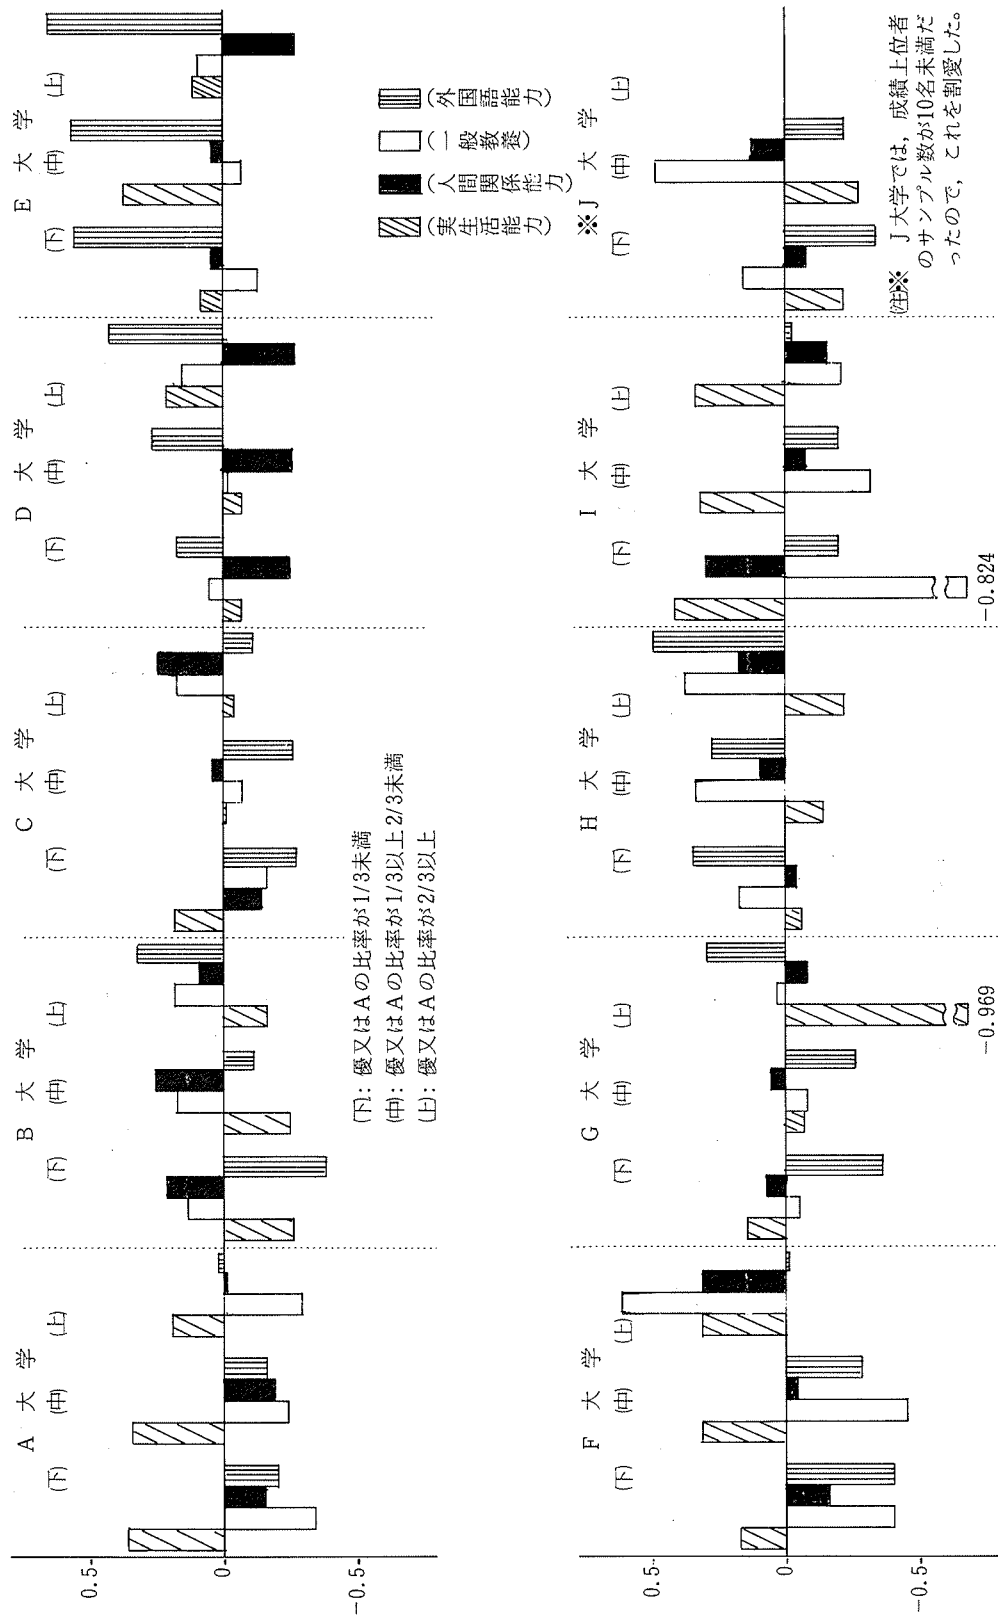 A 大 学
(下) (中) (上)
B 大 学
(下) (中) (上)
C 大 学
(下) (中) (上)
D 大 学
(下) (中) (上)
E 大 学
(下) (中) (上)
0.5
0
-0.5
(下): 優又はAの比率が1/3未満
(中): 優又はAの比率が1/3以上2/3未満
(上): 優又はAの比率が2/3以上
(実生活能力)
(人間関係能力)
(一般教養)
(外国語能力)
F 大 学
(下) (中) (上)
G 大 学
(下) (中) (上)
H 大 学
(下) (中) (上)
I 大 学
(下) (中) (上)
※ J 大 学
(下) (中) (上)
0.5
0
-0.5
-0.969
-0.824
(注)※ J大学では，成績上位者
のサンプル数が10名未満だ
ったので，これを割愛した。